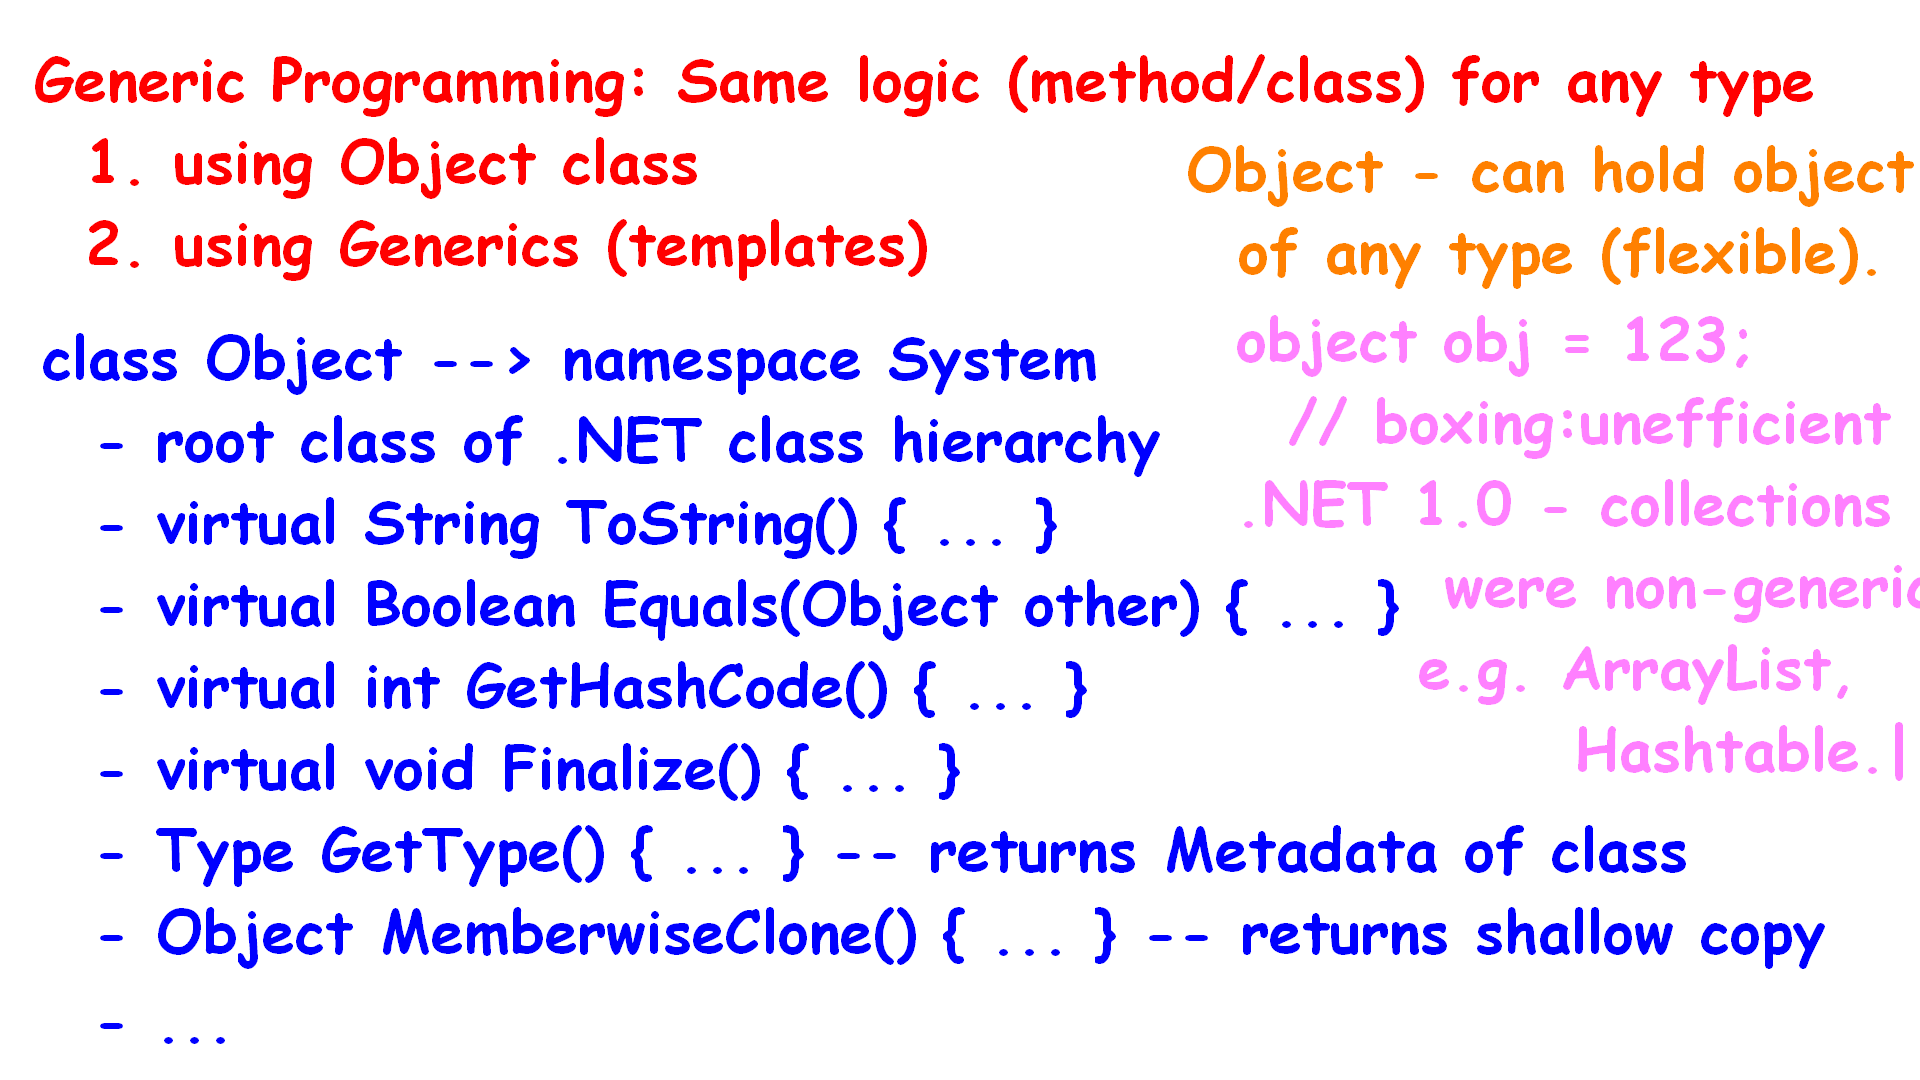 Generic Programming: Same logic (method/class) for any type
1. using Object class
2. using Generics (templates)
Object - can hold object
of any type (flexible).
object obj = 123;
// boxing:unefficient
.NET 1.0 - collections
were non-generic
e.g. ArrayList,
Hashtable.|
class Object --> namespace System
- root class of .NET class hierarchy
- virtual String ToString() { ... }
- virtual Boolean Equals(Object other) { ... }
- virtual int GetHashCode() { ... }
- virtual void Finalize() { ... }
- Type GetType() { ... } -- returns Metadata of class
- Object MemberwiseClone() { ... } -- returns shallow copy
- ...